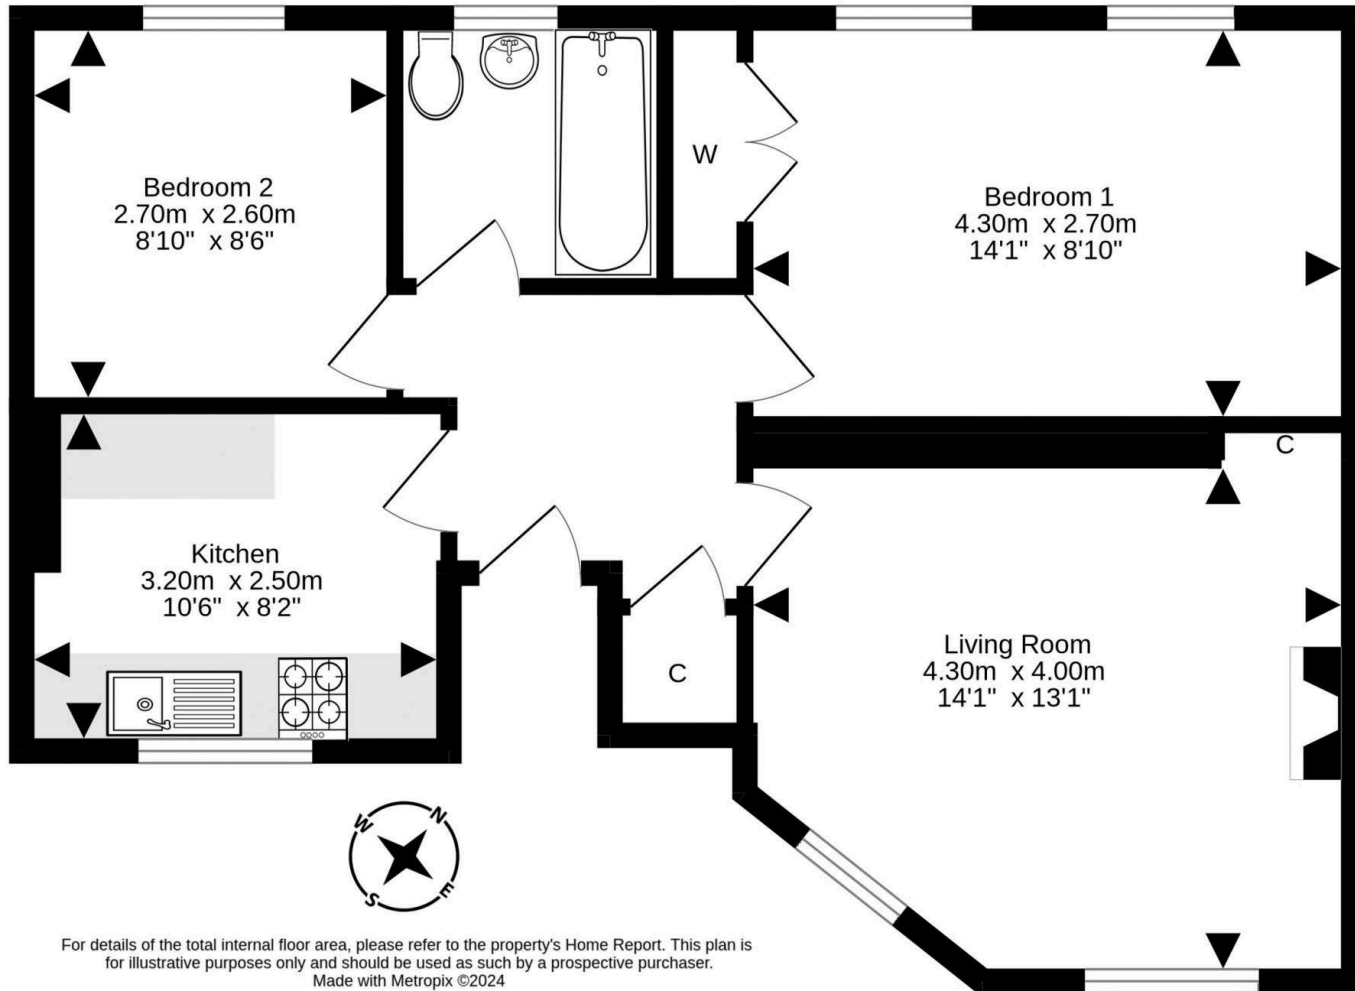 Bedroom 2
2.70m x 2.60m
8'10" x 8'6"
W
Bedroom 1
4.30m x 2.70m
14'1" x 8'10"
C
Kitchen
3.20m x 2.50m
10'6" x 8'2"
C
Living Room
4.30m x 4.00m
14'1" x 13'1"
N
W
E
S
For details of the total internal floor area, please refer to the property's Home Report. This plan is
for illustrative purposes only and should be used as such by a prospective purchaser.
Made with Metropix ©2024